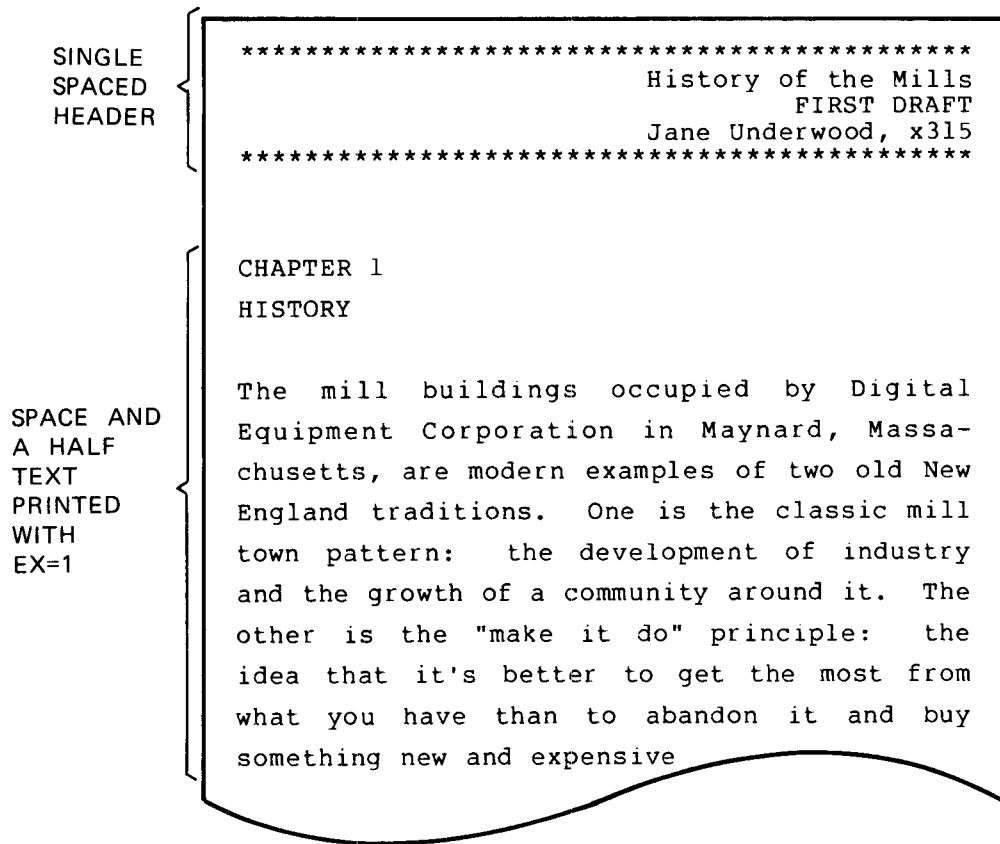 SINGLE
SPACED
HEADER
*********************************************
History of the Mills
FIRST DRAFT
Jane Underwood, x315
*********************************************
CHAPTER 1
HISTORY
SPACE AND
A HALF
TEXT
PRINTED
WITH
EX=1
The mill buildings occupied by Digital
Equipment Corporation in Maynard, Massa-
chusetts, are modern examples of two old New
England traditions. One is the classic mill
town pattern: the development of industry
and the growth of a community around it. The
other is the "make it do" principle: the
idea that it's better to get the most from
what you have than to abandon it and buy
something new and expensive